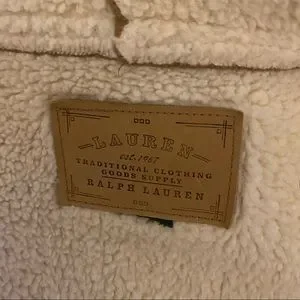 LAUREN
EST. 1967
TRADITIONAL CLOTHING
GOODS SUPPLY
RALPH LAUREN